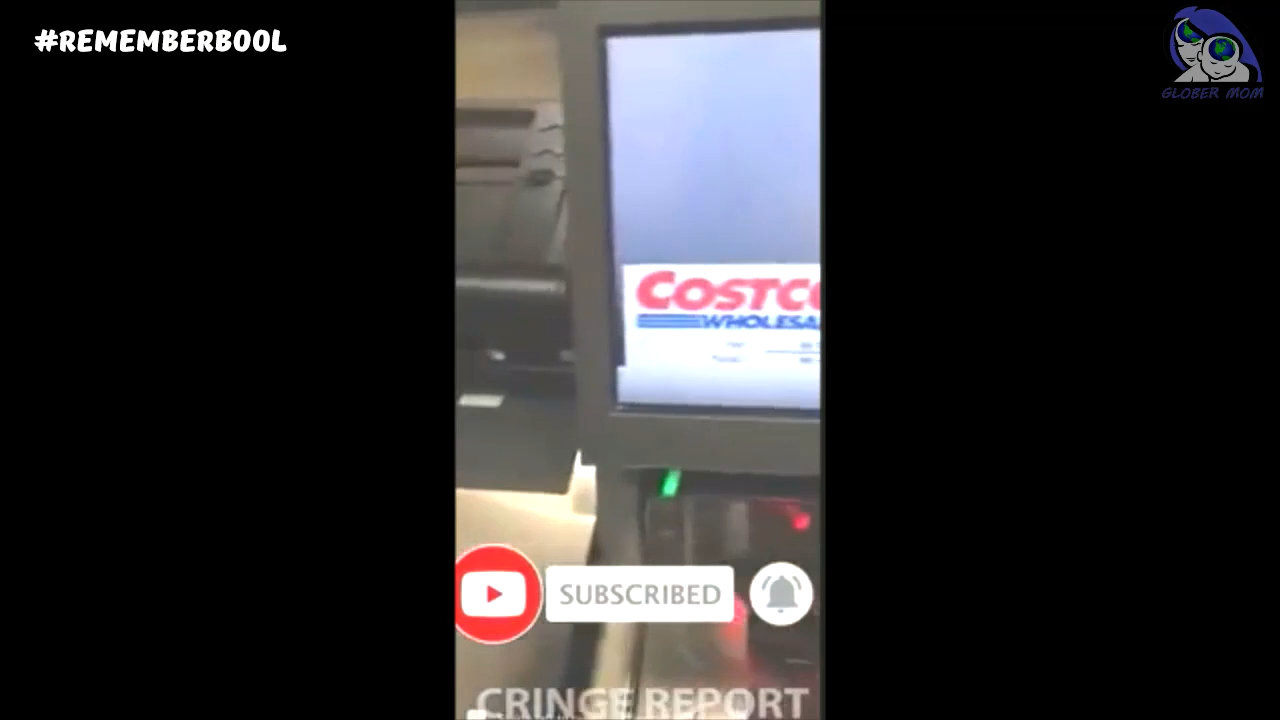 #REMEMBERBOOL
GLOBER MOM
COSTCO
WHOLESA
SUBSCRIBED
CRINGE REPORT